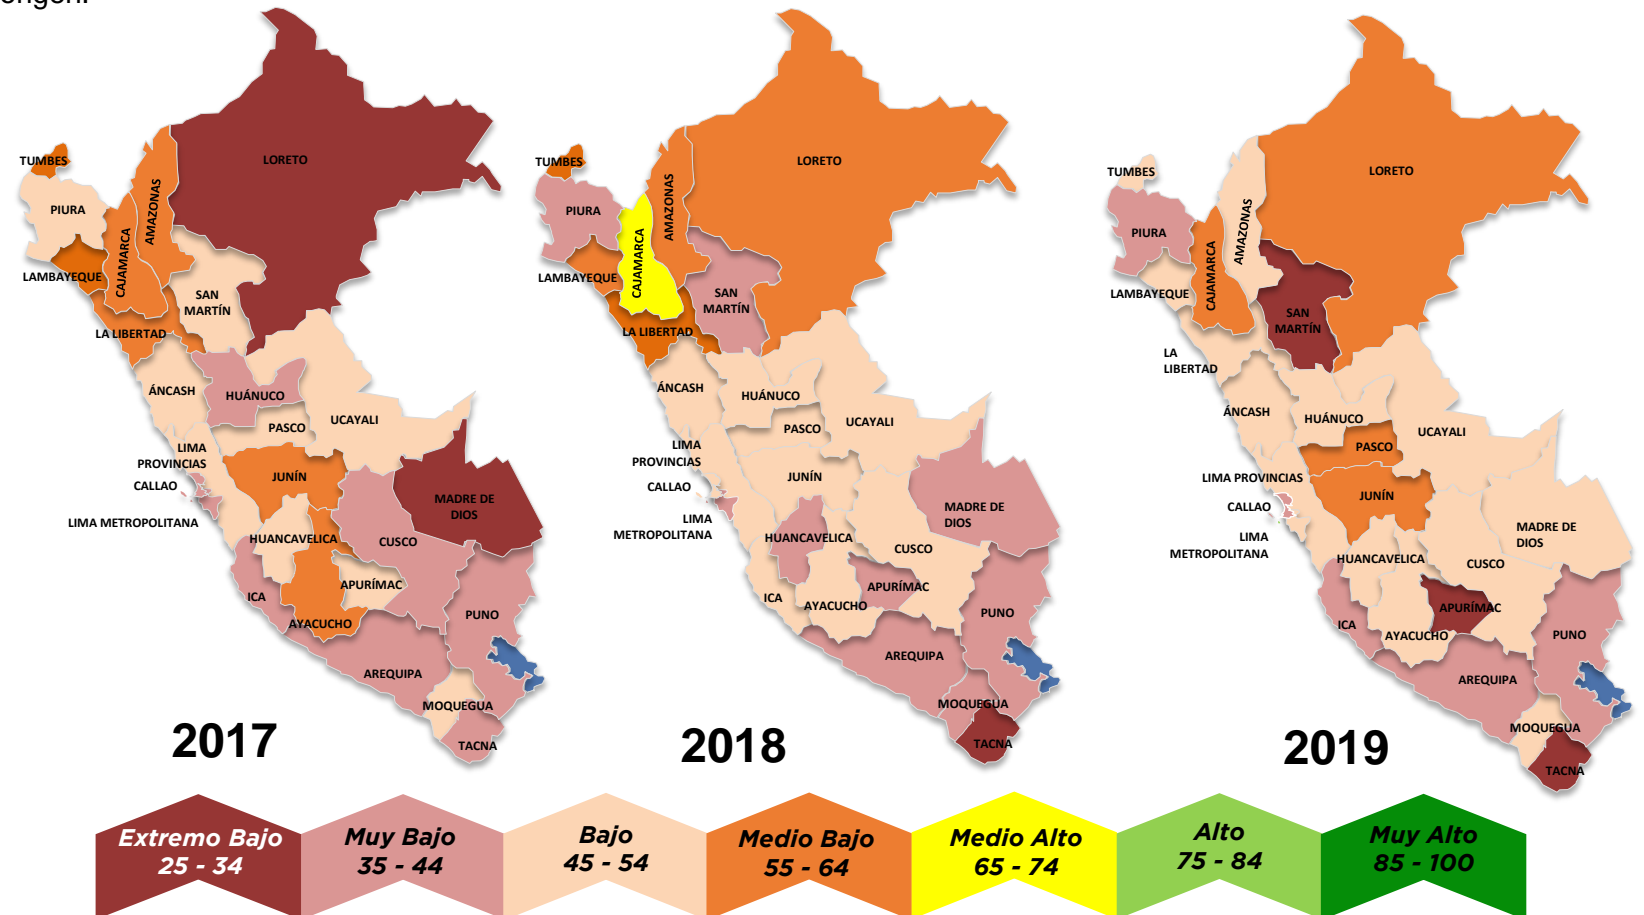 origen.
TUMBES
PIURA
LAMBAYEQUE
CAJAMARCA
AMAZONAS
LORETO
SAN
MARTÍN
LA LIBERTAD
ÁNCASH
HUÁNUCO
UCAYALI
PASCO
LIMA
PROVINCIAS
JUNÍN
CALLAO
LIMA METROPOLITANA
MADRE DE
DIOS
HUANCAVELICA
CUSCO
APURÍMAC
ICA
AYACUCHO
PUNO
AREQUIPA
MOQUEGUA
TACNA
2017
TUMBES
PIURA
LAMBAYEQUE
CAJAMARCA
AMAZONAS
LORETO
SAN
MARTÍN
LA LIBERTAD
ÁNCASH
HUÁNUCO
UCAYALI
PASCO
LIMA
PROVINCIAS
JUNÍN
CALLAO
LIMA
METROPOLITANA
MADRE DE
DIOS
HUANCAVELICA
CUSCO
APURÍMAC
ICA
AYACUCHO
PUNO
AREQUIPA
MOQUEGUA
TACNA
2018
TUMBES
PIURA
LAMBAYEQUE
CAJAMARCA
AMAZONAS
LORETO
SAN
MARTÍN
LA
LIBERTAD
ÁNCASH
HUÁNUCO
UCAYALI
PASCO
LIMA PROVINCIAS
JUNÍN
CALLAO
LIMA
METROPOLITANA
MADRE DE
DIOS
HUANCAVELICA
CUSCO
APURÍMAC
ICA
AYACUCHO
PUNO
AREQUIPA
MOQUEGUA
TACNA
2019
Extremo Bajo
25 - 34
Muy Bajo
35 - 44
Bajo
45 - 54
Medio Bajo
55 - 64
Medio Alto
65 - 74
Alto
75 - 84
Muy Alto
85 - 100